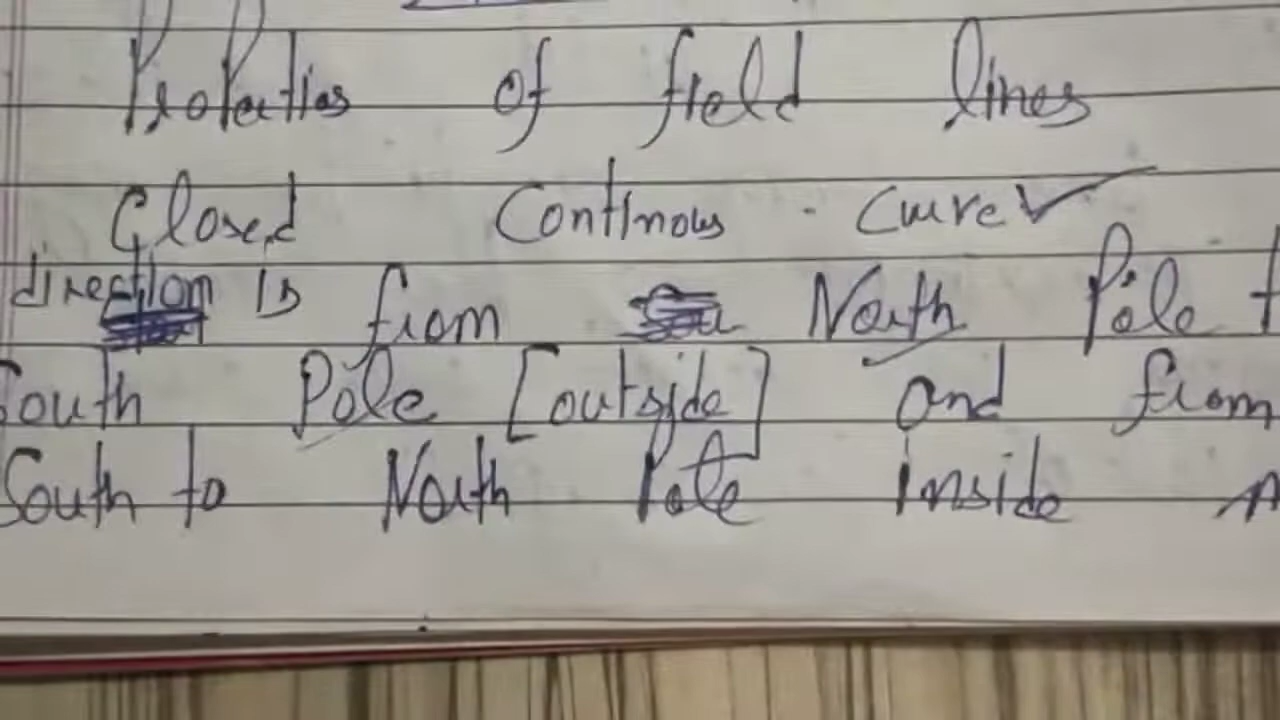 Properties of field lines
Closed Continous curve
direction is from North Pole
South Pole [outside] and from
South to North Pole inside